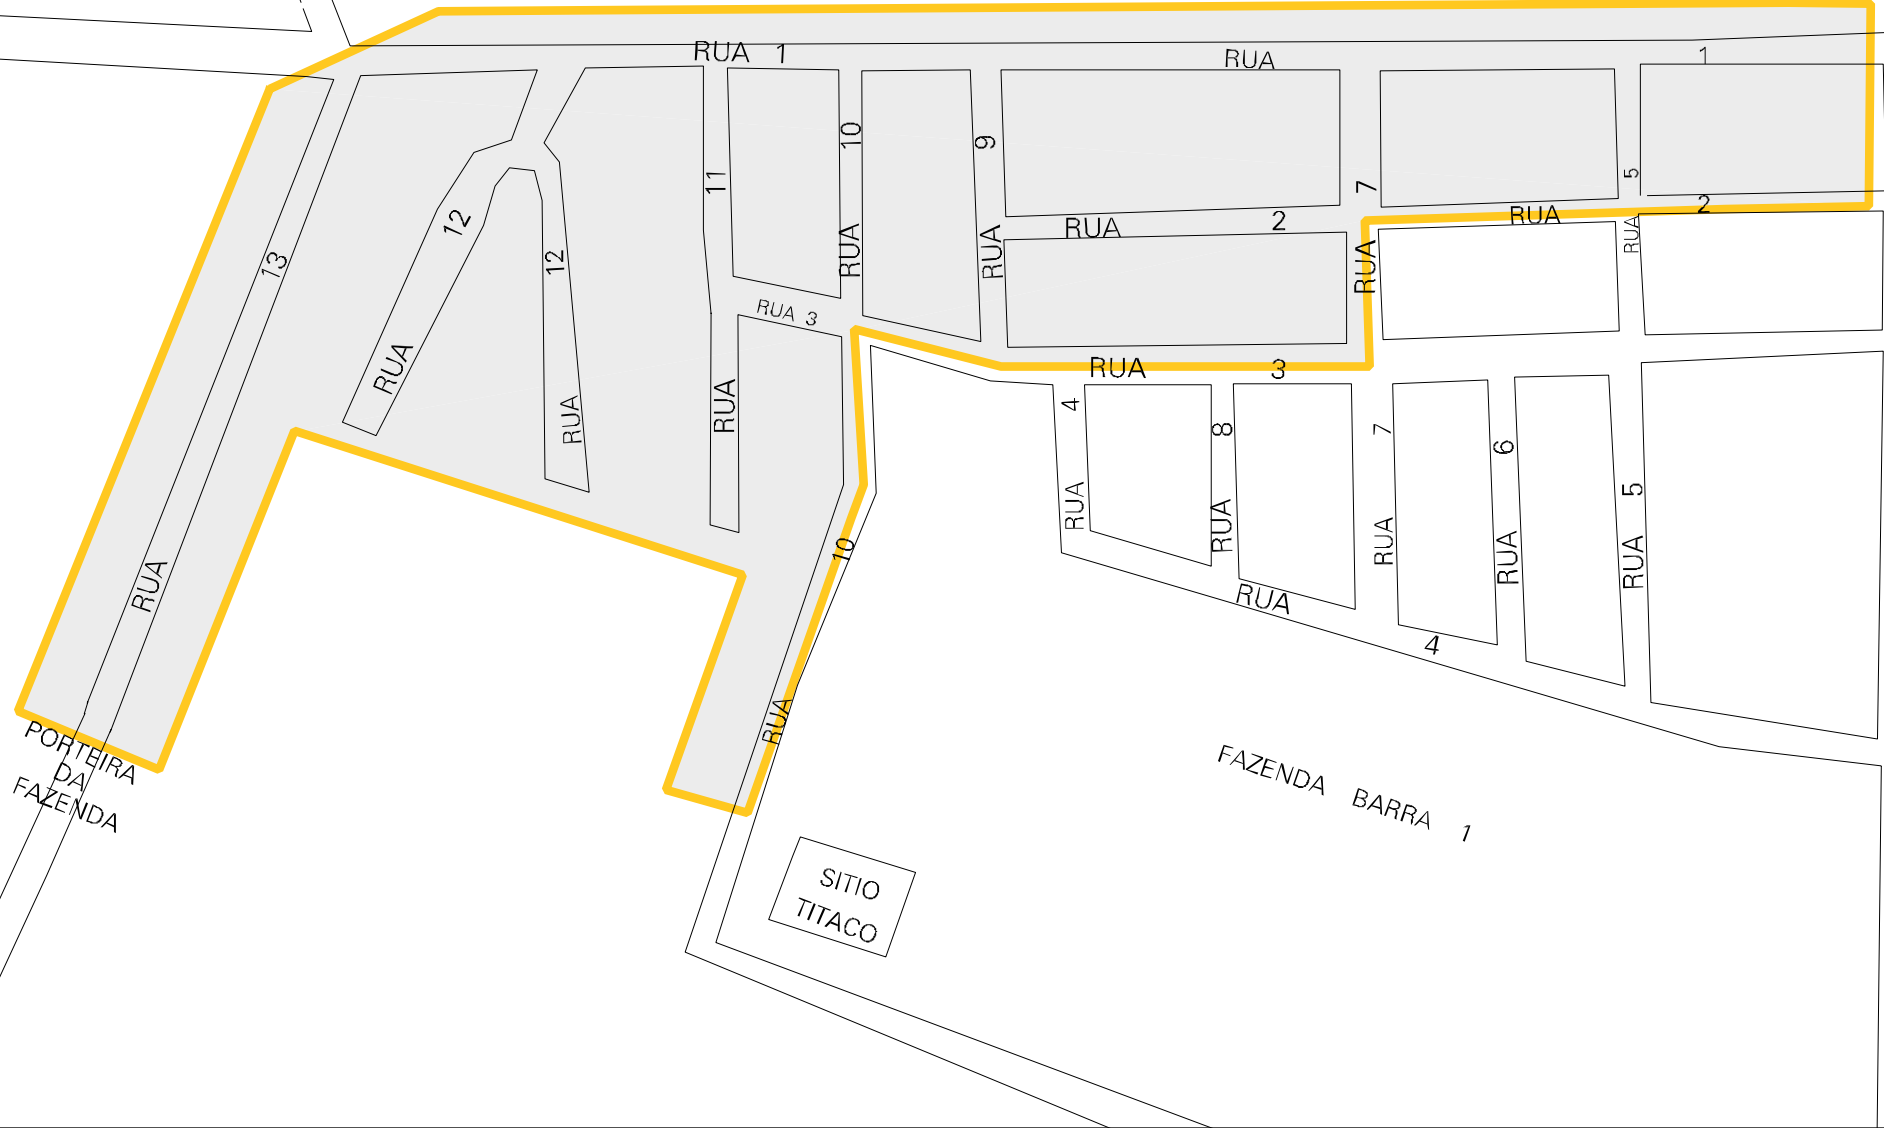 RUA 1
RUA 1
RUA 13
RUA 12
RUA 12
RUA 11
RUA 10
RUA 9
RUA 7
RUA 5
RUA 2
RUA 2
RUA 3
RUA 3
RUA 4
RUA 8
RUA 7
RUA 6
RUA 5
RUA 10
RUA 4
PORTEIRA
DA
FAZENDA
FAZENDA BARRA 1
SITIO
TITACO